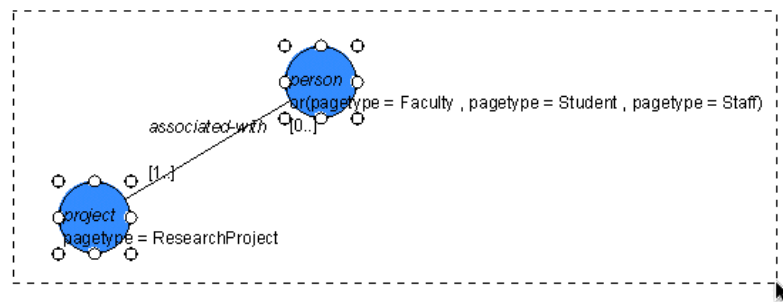 person
or(pagetype = Faculty , pagetype = Student , pagetype = Staff)
associated-with
[0..]
[1..]
project
pagetype = ResearchProject